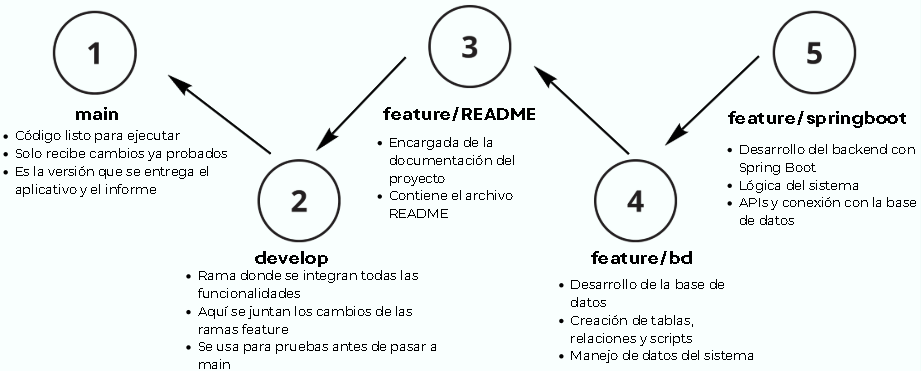 1
main
• Código listo para ejecutar
• Solo recibe cambios ya probados
• Es la versión que se entrega el
aplicativo y el informe
2
develop
• Rama donde se integran todas las
funcionalidades
• Aquí se juntan los cambios de las
ramas feature
• Se usa para pruebas antes de pasar a
main
3
feature/README
• Encargada de la
documentación del
proyecto
• Contiene el archivo
README
4
feature/bd
• Desarrollo de la base de
datos
• Creación de tablas,
relaciones y scripts
• Manejo de datos del sistema
5
feature/springboot
• Desarrollo del backend con
Spring Boot
• Lógica del sistema
• APIs y conexión con la base
de datos